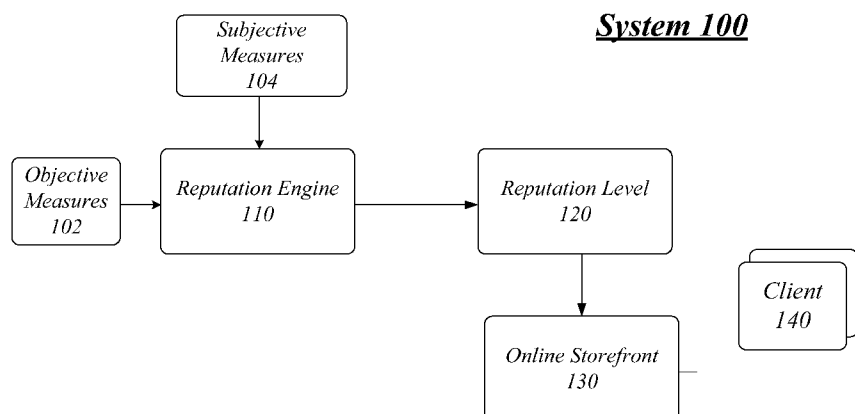 System 100
Subjective
Measures
104
Objective
Measures
102
Reputation Engine
110
Reputation Level
120
Client
140
Online Storefront
130